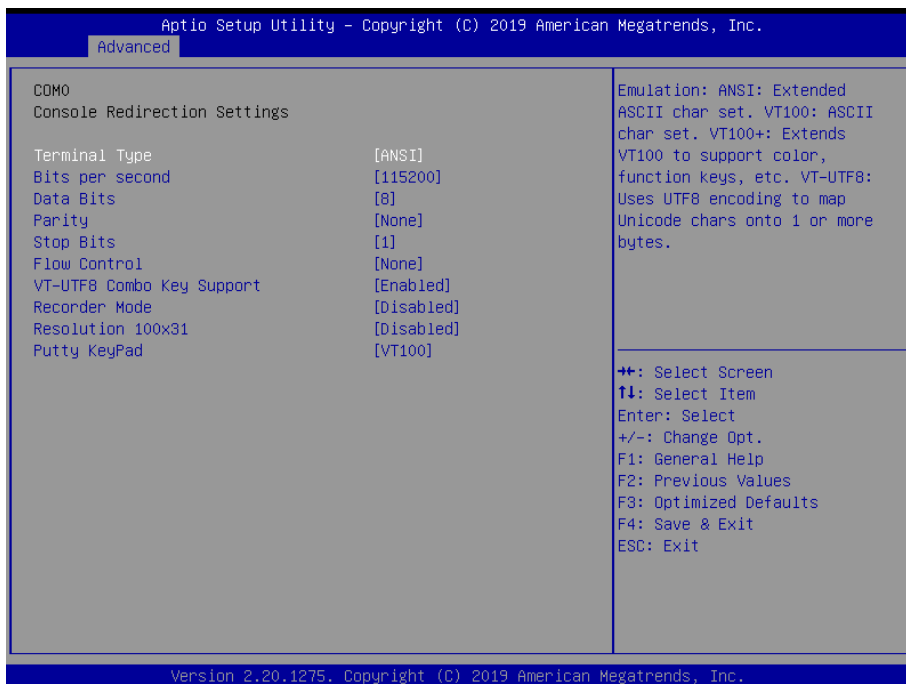 Aptio Setup Utility – Copyright (C) 2019 American Megatrends, Inc.
Advanced
COM0
Console Redirection Settings
Terminal Type [ANSI]
Bits per second [115200]
Data Bits [8]
Parity [None]
Stop Bits [1]
Flow Control [None]
VT-UTF8 Combo Key Support [Enabled]
Recorder Mode [Disabled]
Resolution 100x31 [Disabled]
Putty KeyPad [VT100]
Emulation: ANSI: Extended
ASCII char set. VT100: ASCII
char set. VT100+: Extends
VT100 to support color,
function keys, etc. VT-UTF8:
Uses UTF8 encoding to map
Unicode chars onto 1 or more
bytes.
→←: Select Screen
↑↓: Select Item
Enter: Select
+/-: Change Opt.
F1: General Help
F2: Previous Values
F3: Optimized Defaults
F4: Save & Exit
ESC: Exit
Version 2.20.1275. Copyright (C) 2019 American Megatrends, Inc.